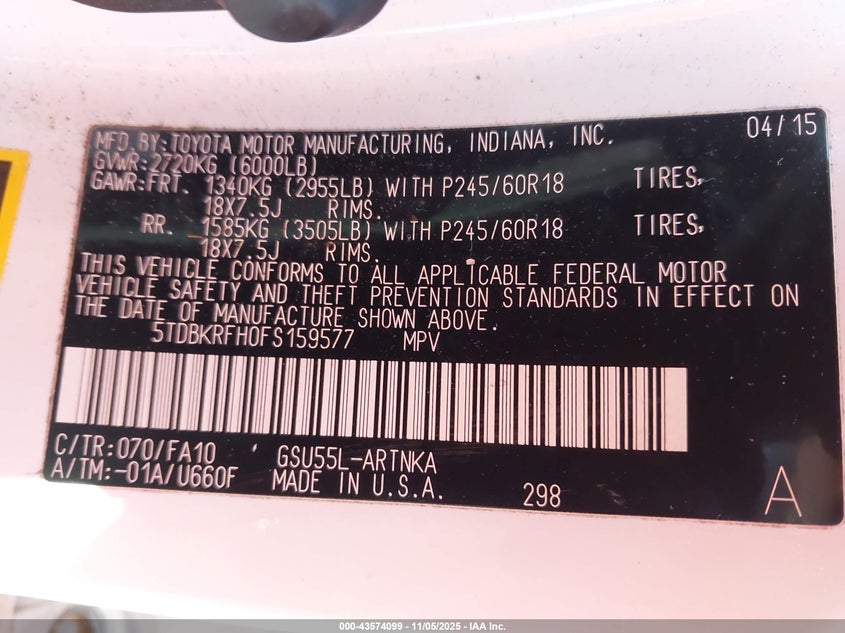 MFD.BY:TOYOTA MOTOR MANUFACTURING, INDIANA, INC. 04/15
GVWR:2720KG (6000LB)
GAWR:FRT. 1340KG (2955LB) WITH P245/60R18 TIRES,
18X7.5J RIMS.
RR. 1585KG (3505LB) WITH P245/60R18 TIRES,
18X7.5J RIMS.
THIS VEHICLE CONFORMS TO ALL APPLICABLE FEDERAL MOTOR
VEHICLE SAFETY AND THEFT PREVENTION STANDARDS IN EFFECT ON
THE DATE OF MANUFACTURE SHOWN ABOVE.
5TDBKRFH0FS159577 MPV
C/TR:070/FA10 GSU55L-ARTNKA
A/TM:-01A/U660F MADE IN U.S.A. 298 A
000-43574099 11/05/2025 - IAA Inc.